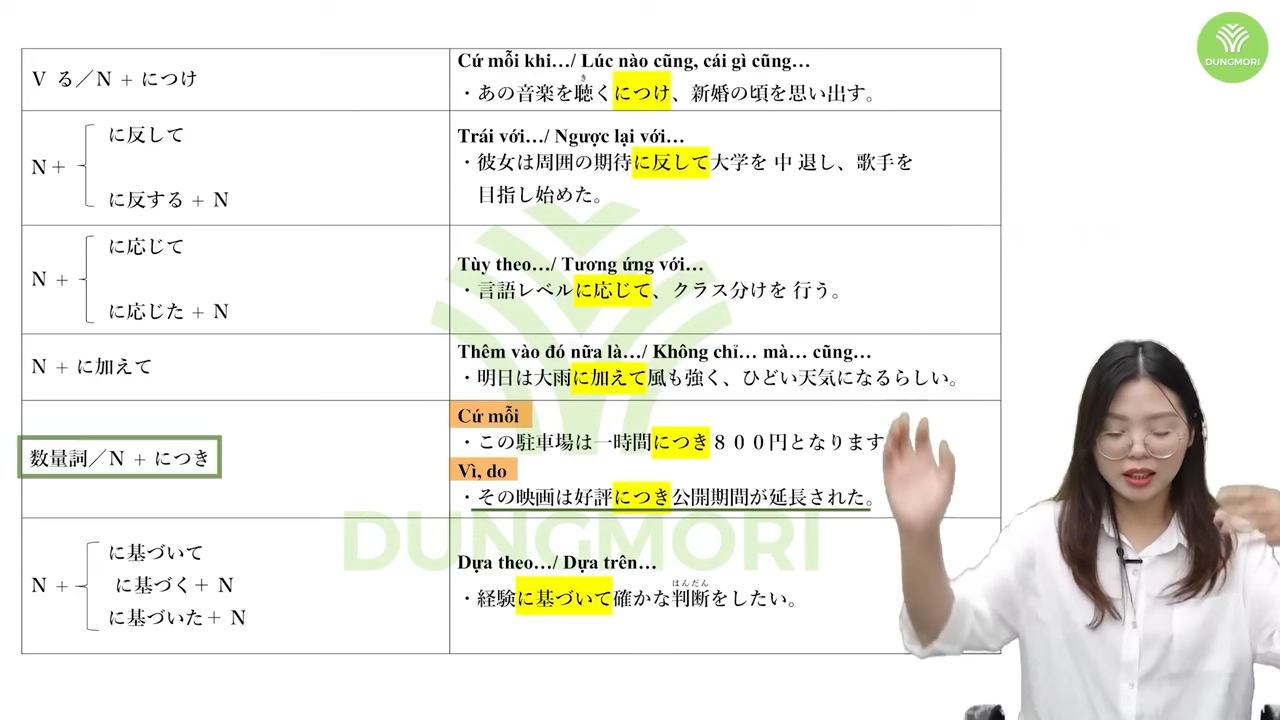 DUNGMORI
V る／N + につけ
Cứ mỗi khi…/ Lúc nào cũng, cái gì cũng…
・あの音楽を聴くにつけ、新婚の頃を思い出す。
き
N+
に反して
に反する + N
Trái với…/ Ngược lại với…
・彼女は周囲の期待に反して大学を 中 退し、歌手を
目指し始めた。
N +
に応じて
に応じた + N
Tùy theo…/ Tương ứng với…
・言語レベルに応じて、クラス分けを 行う。
N + に加えて
Thêm vào đó nữa là…/ Không chỉ… mà… cũng…
・明日は大雨に加えて風も強く、ひどい天気になるらしい。
数量詞／N + につき
Cứ mỗi
・この駐車場は一時間につき８００円となります
Vì, do
・その映画は好評につき公開期間が延長された。
N +
に基づいて
に基づく+ N
に基づいた+ N
Dựa theo…/ Dựa trên…
はんだん
・経験に基づいて確かな判断をしたい。
DUNGMORI